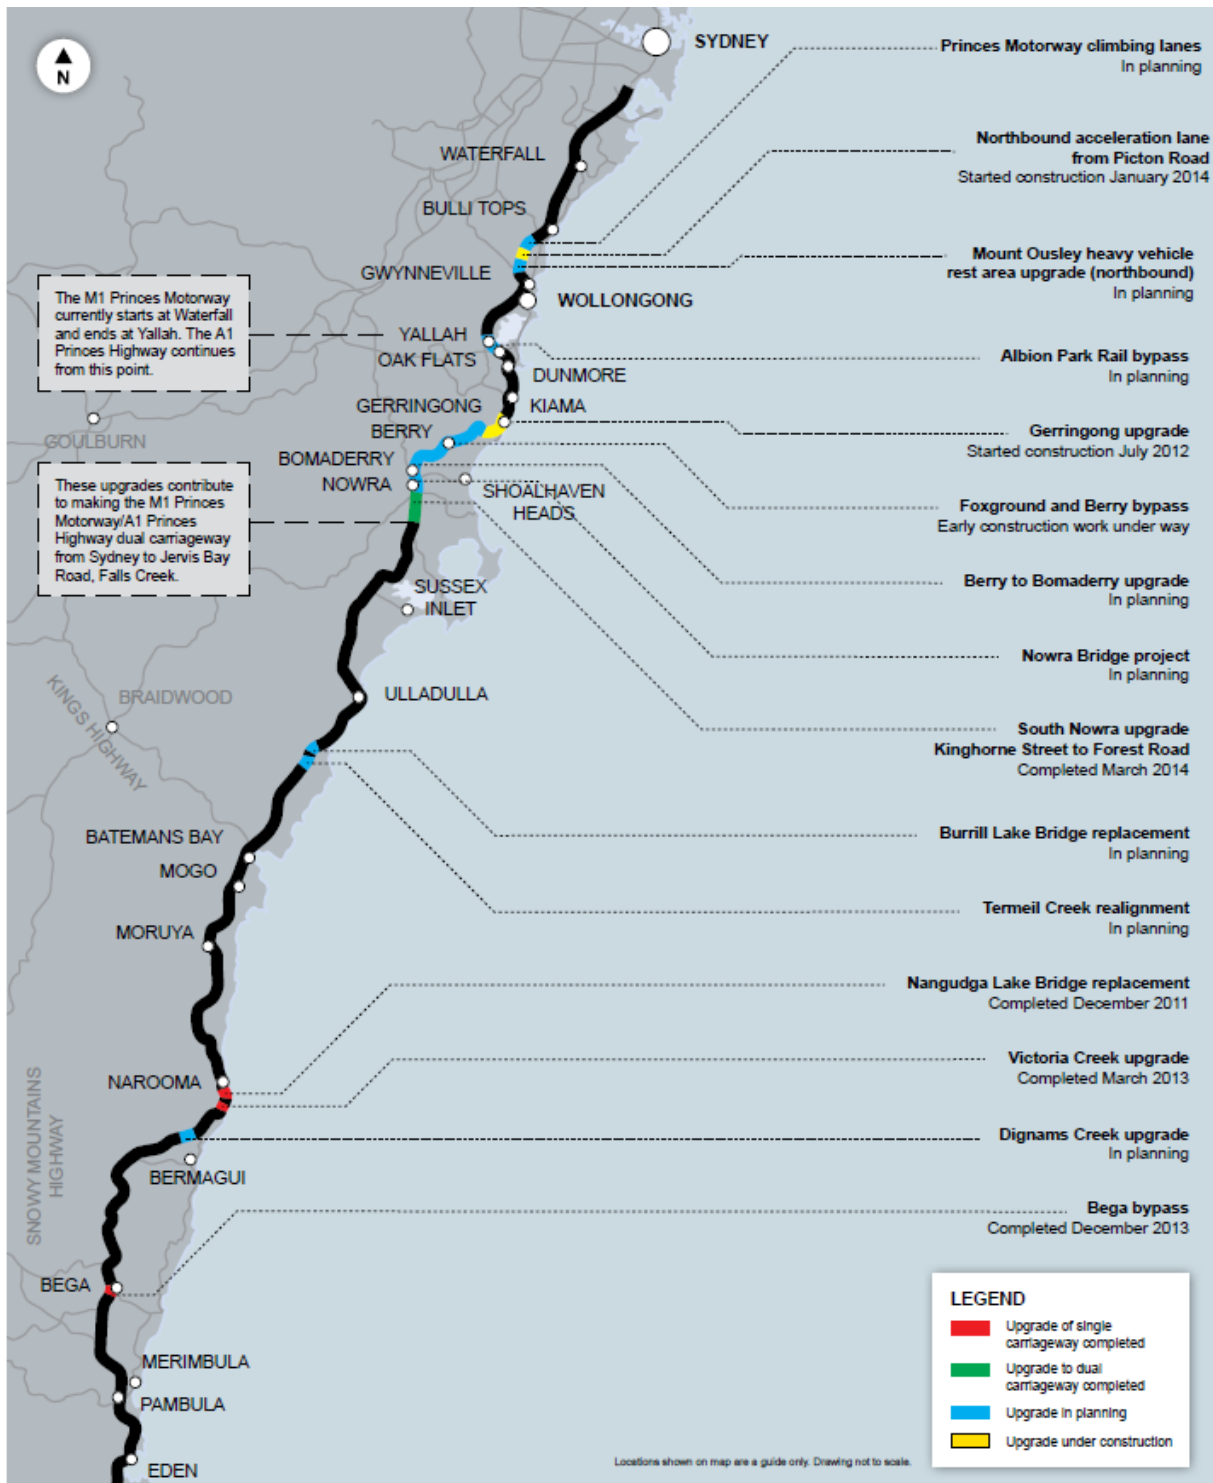 SYDNEY
N
Princes Motorway climbing lanes
In planning
Northbound acceleration lane
from Picton Road
Started construction January 2014
WATERFALL
BULLI TOPS
Mount Ousley heavy vehicle
rest area upgrade (northbound)
In planning
GWYNNEVILLE
WOLLONGONG
The M1 Princes Motorway
currently starts at Waterfall
and ends at Yallah. The A1
Princes Highway continues
from this point.
YALLAH
OAK FLATS
DUNMORE
Albion Park Rail bypass
In planning
GERRINGONG
KIAMA
BERRY
GOULBURN
Gerringong upgrade
Started construction July 2012
BOMADERRY
NOWRA
SHOALHAVEN
HEADS
These upgrades contribute
to making the M1 Princes
Motorway/A1 Princes
Highway dual carriageway
from Sydney to Jervis Bay
Road, Falls Creek.
Foxground and Berry bypass
Early construction work under way
Berry to Bomaderry upgrade
In planning
SUSSEX
INLET
Nowra Bridge project
In planning
KINGS HIGHWAY
BRAIDWOOD
ULLADULLA
South Nowra upgrade
Kinghorne Street to Forest Road
Completed March 2014
BATEMANS BAY
MOGO
Burrill Lake Bridge replacement
In planning
MORUYA
Termeil Creek realignment
In planning
Nangudga Lake Bridge replacement
Completed December 2011
NAROOMA
Victoria Creek upgrade
Completed March 2013
SNOWY MOUNTAINS
HIGHWAY
BERMAGUI
Dignams Creek upgrade
In planning
Bega bypass
Completed December 2013
BEGA
MERIMBULA
PAMBULA
EDEN
LEGEND
Upgrade of single
carriageway completed
Upgrade to dual
carriageway completed
Upgrade in planning
Upgrade under construction
Locations shown on map are a guide only. Drawing not to scale.